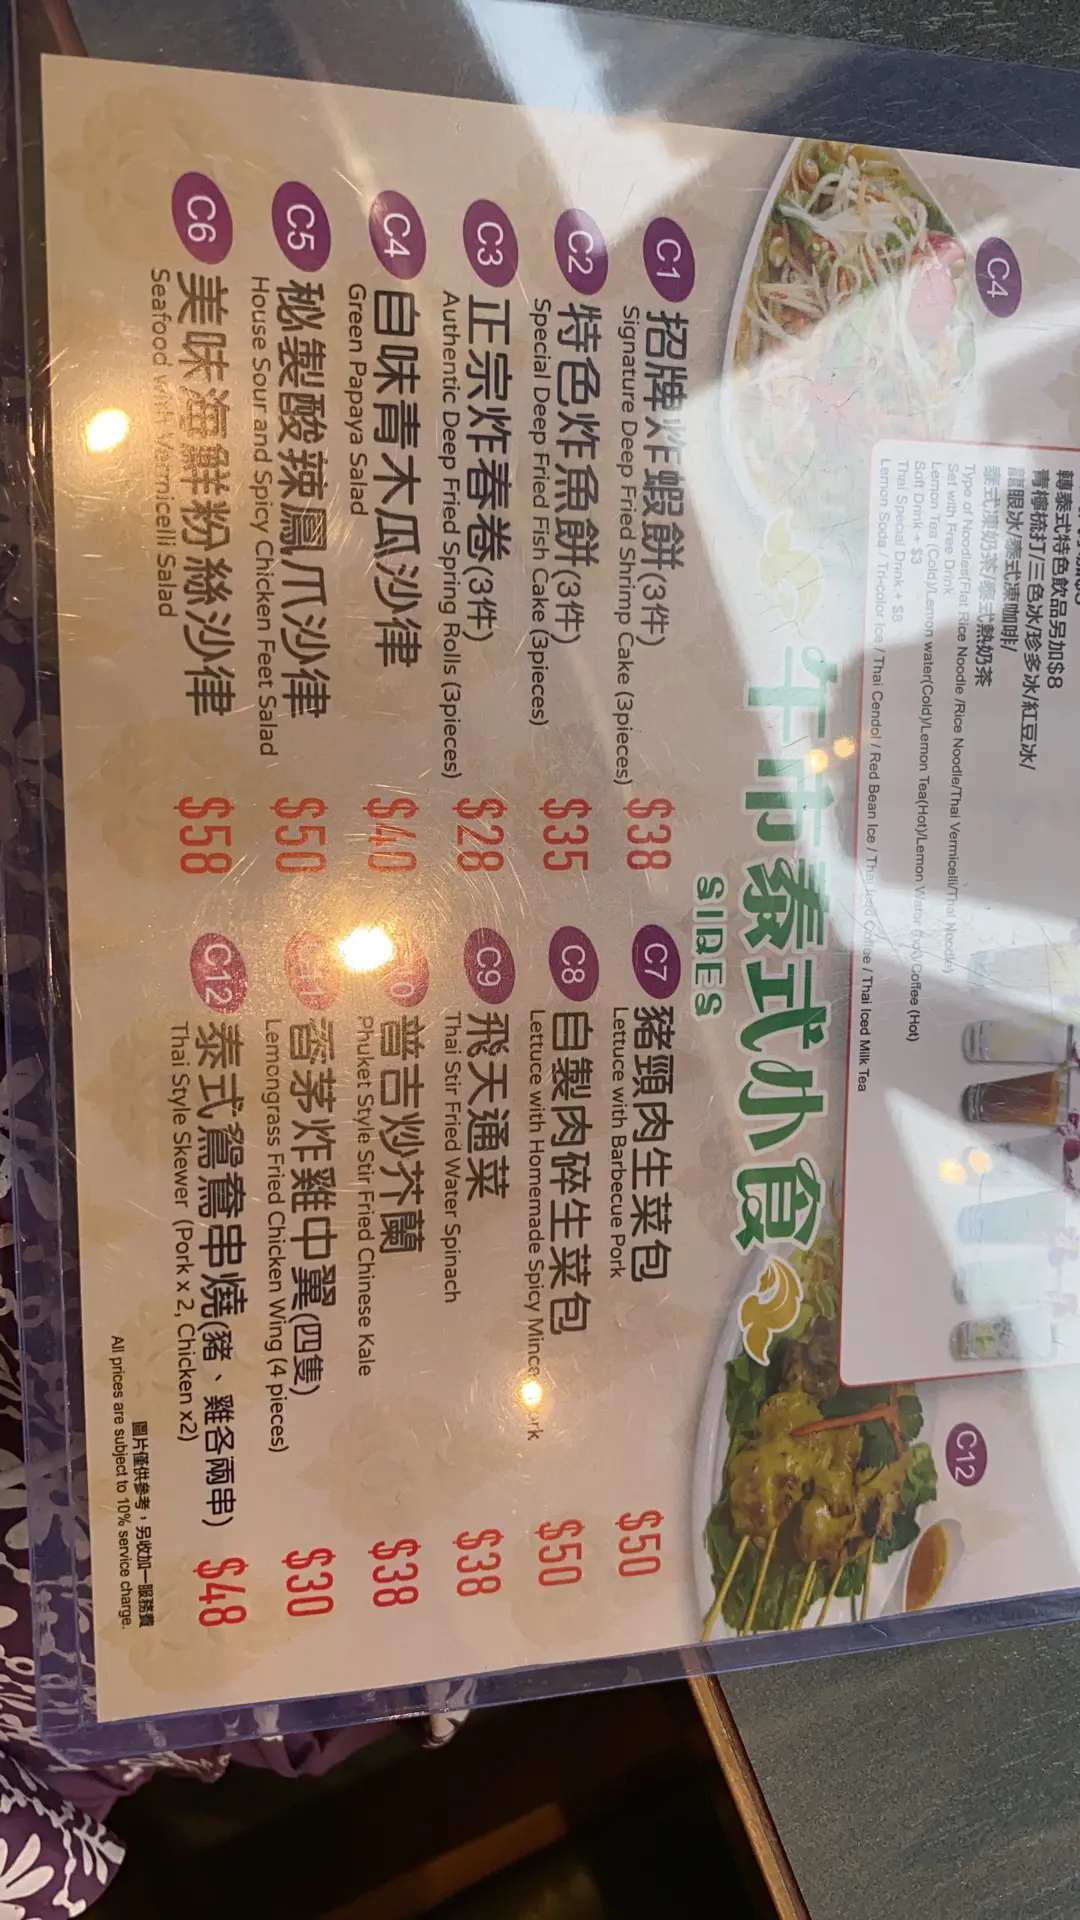 轉泰式特色飲品另加$8
青檸梳打/三色冰/珍多冰/紅豆冰/
泰式凍咖啡/
泰式凍奶茶/泰式熱奶茶
Type of Noodles(Flat Rice Noodle /Rice Noodle/Thai Vermicelli/Thai Noodle)
Set with Free Drink
Lemon Tea (Cold)/Lemon water(Cold)/Lemon Tea(Hot)/Lemon Water (Hot)/Coffee (Hot)
Soft Drink + $3
Thai Special Drink + $8
Lemon Soda / Tricolor Ice / Thai Cendol / Red Bean Ice / Thai Iced Coffee / Thai Iced Milk Tea
C4
C12
午市泰式小食
SIDES
C1 招牌炸蝦餅(3件) $38
Signature Deep Fried Shrimp Cake (3pieces)
C2 特色炸魚餅(3件) $35
Special Deep Fried Fish Cake (3pieces)
C3 正宗炸春卷(3件) $28
Authentic Deep Fried Spring Rolls (3pieces)
C4 自味青木瓜沙律 $40
Green Papaya Salad
C5 秘製酸辣鳳爪沙律 $50
House Sour and Spicy Chicken Feet Salad
C6 美味海鮮粉絲沙律 $58
Seafood with Vermicelli Salad
C7 豬頸肉生菜包 $50
Lettuce with Barbecue Pork
C8 自製肉碎生菜包 $50
Lettuce with Homemade Spicy Mince Pork
C9 飛天通菜 $38
Thai Stir Fried Water Spinach
C10 普吉炒芥蘭 $38
Phuket Style Stir Fried Chinese Kale
C11 香茅炸雞中翼(四隻) $30
Lemongrass Fried Chicken Wing (4 pieces)
C12 泰式鴛鴦串燒(豬、雞各兩串) $48
Thai Style Skewer (Pork x 2, Chicken x2)
圖片僅供參考，另收加一服務費
All prices are subject to 10% service charge.